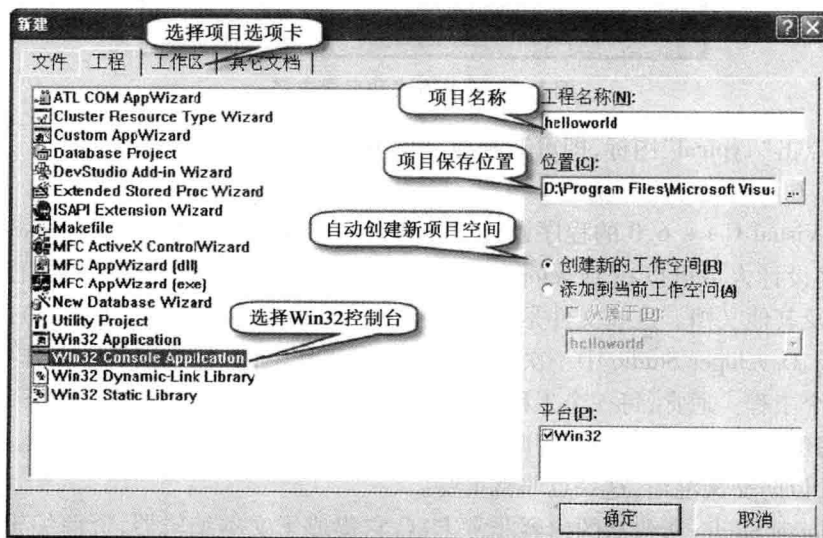 新建
选择项目选项卡
文件 工程 工作区 其它文档
ATL COM AppWizard
Cluster Resource Type Wizard
Custom AppWizard
Database Project
DevStudio Add-in Wizard
Extended Stored Proc Wizard
ISAPI Extension Wizard
Makefile
MFC ActiveX ControlWizard
MFC AppWizard (dll)
MFC AppWizard (exe)
New Database Wizard
Utility Project
Win32 Application
Win32 Console Application
Win32 Dynamic-Link Library
Win32 Static Library
选择Win32控制台
项目名称
工程名称(N):
helloworld
项目保存位置
位置(C):
D:\Program Files\Microsoft Visua
...
自动创建新项目空间
创建新的工作空间(R)
添加到当前工作空间(A)
从属于(D):
helloworld
平台(P):
Win32
确定
取消